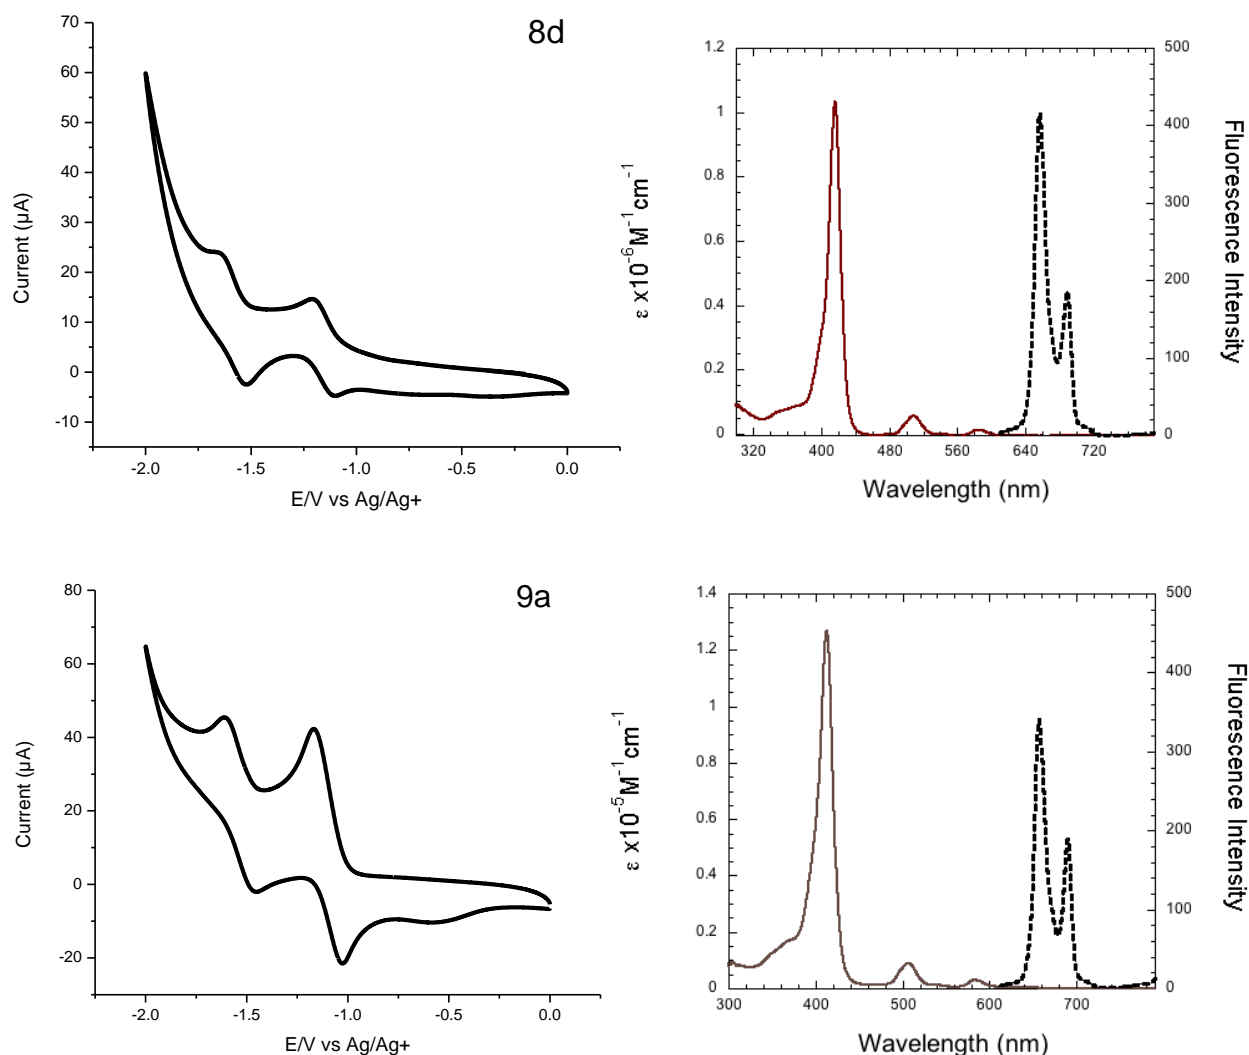 8d
70
60
50
40
30
20
10
0
-10
Current (µA)
-2.0 -1.5 -1.0 -0.5 0.0
E/V vs Ag/Ag+
1.2
1
0.8
0.6
0.4
0.2
0
ε x10⁻⁶M⁻¹cm⁻¹
500
400
300
200
100
0
Fluorescence Intensity
320 400 480 560 640 720
Wavelength (nm)
9a
80
60
40
20
0
-20
Current (µA)
-2.0 -1.5 -1.0 -0.5 0.0
E/V vs Ag/Ag+
1.4
1.2
1
0.8
0.6
0.4
0.2
0
ε x10⁻⁵M⁻¹cm⁻¹
500
400
300
200
100
0
Fluorescence Intensity
300 400 500 600 700
Wavelength (nm)